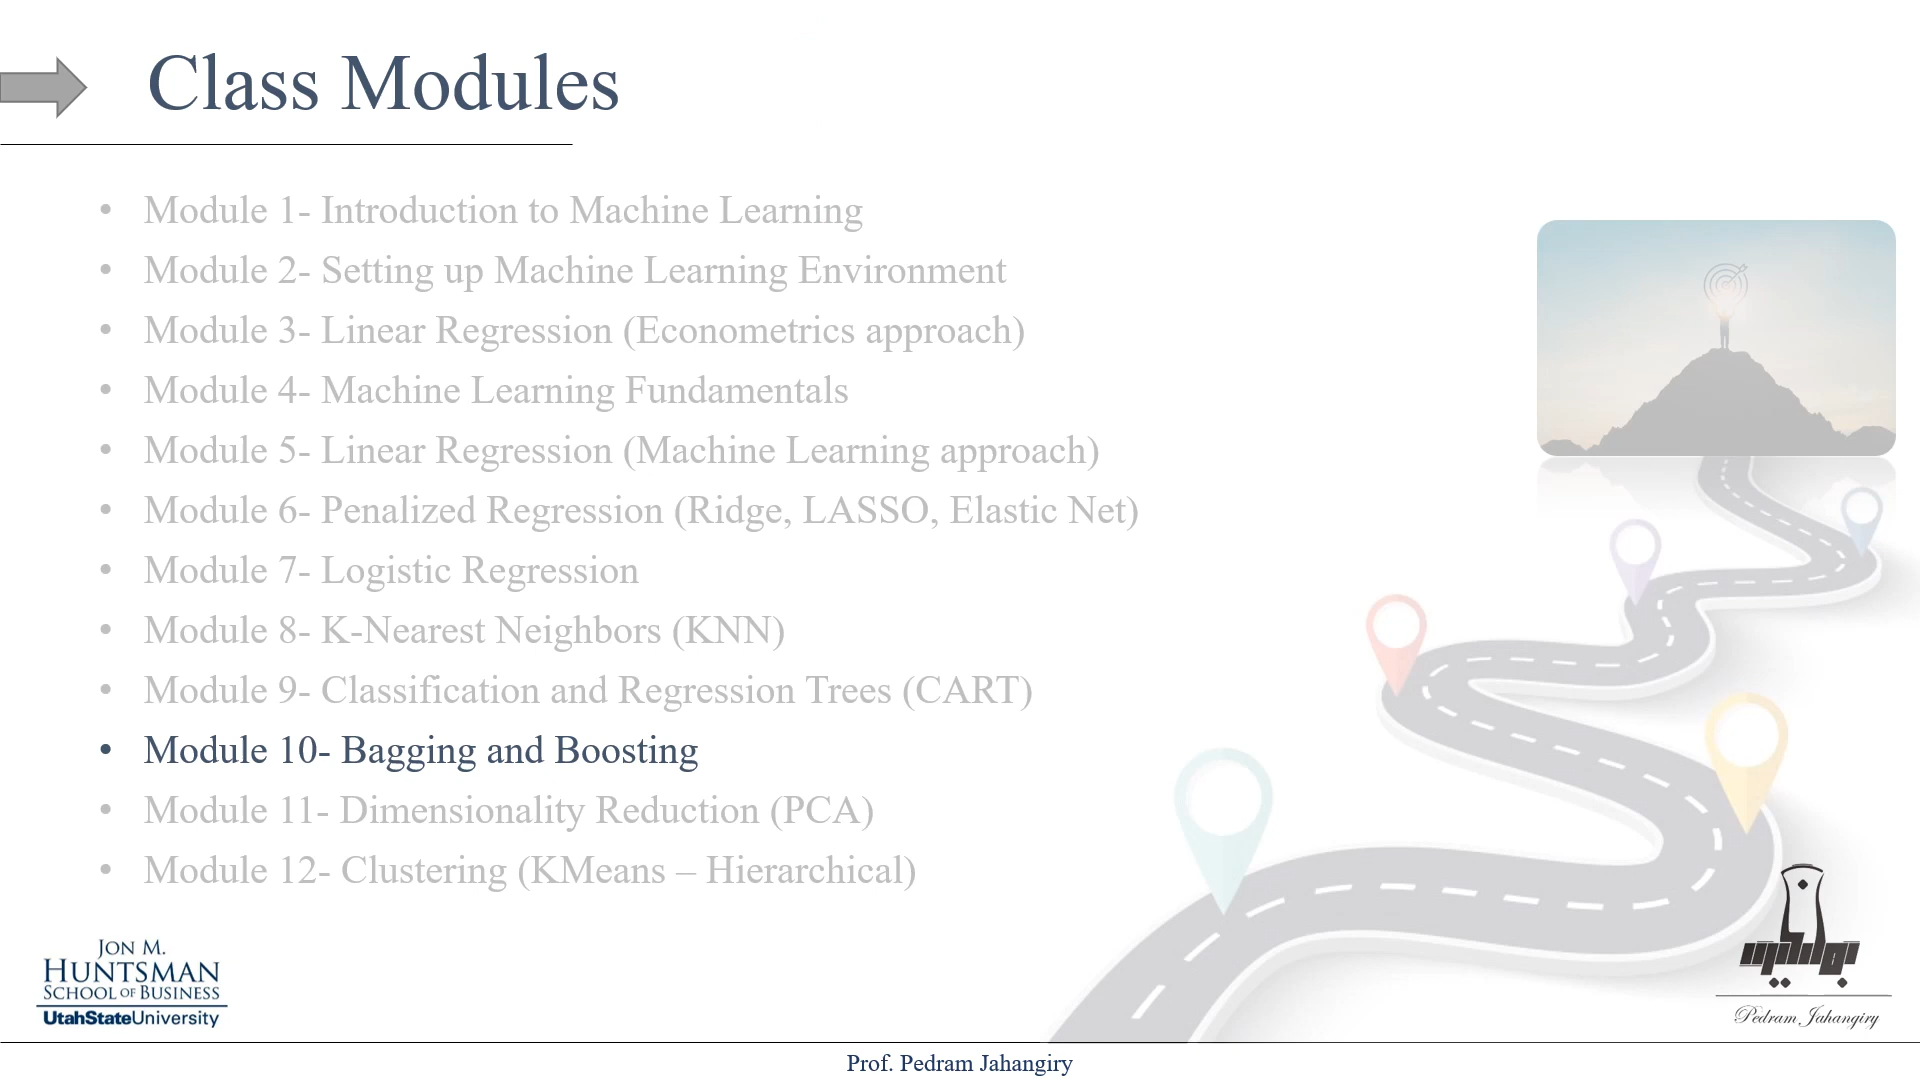 Class Modules
• Module 1- Introduction to Machine Learning
• Module 2- Setting up Machine Learning Environment
• Module 3- Linear Regression (Econometrics approach)
• Module 4- Machine Learning Fundamentals
• Module 5- Linear Regression (Machine Learning approach)
• Module 6- Penalized Regression (Ridge, LASSO, Elastic Net)
• Module 7- Logistic Regression
• Module 8- K-Nearest Neighbors (KNN)
• Module 9- Classification and Regression Trees (CART)
• Module 10- Bagging and Boosting
• Module 11- Dimensionality Reduction (PCA)
• Module 12- Clustering (KMeans – Hierarchical)
JON M.
HUNTSMAN
SCHOOL OF BUSINESS
UtahStateUniversity
Pedram Jahangiry
Prof. Pedram Jahangiry